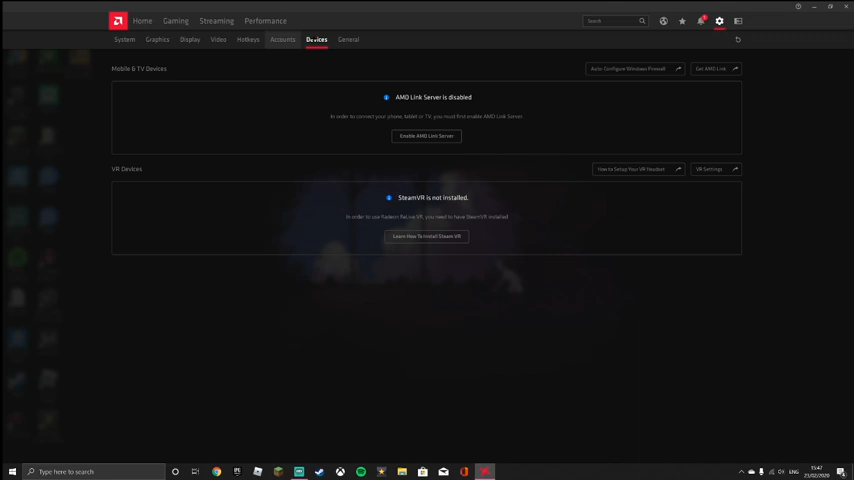 Home Gaming Streaming Performance Search
System Graphics Display Video Hotkeys Accounts Devices General
Mobile & TV Devices Auto-Configure Windows Firewall Get AMD Link
AMD Link Server is disabled
In order to connect your phone, tablet or TV, you must first enable AMD Link Server
Enable AMD Link Server
VR Devices How to Setup Your VR Headset VR Settings
SteamVR is not installed.
In order to use Radeon ReLive VR, you need to have SteamVR installed
Learn How To Install Steam VR
Type here to search ENG 15:47
21/02/2020